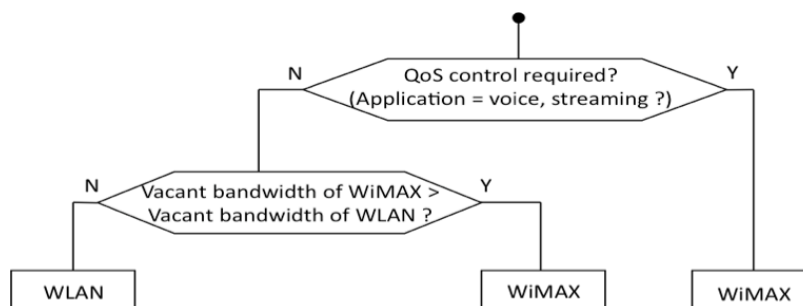 N
QoS control required?
Y
(Application = voice, streaming ?)
N
Vacant bandwidth of WiMAX >
Y
Vacant bandwidth of WLAN ?
WLAN
WiMAX
WiMAX